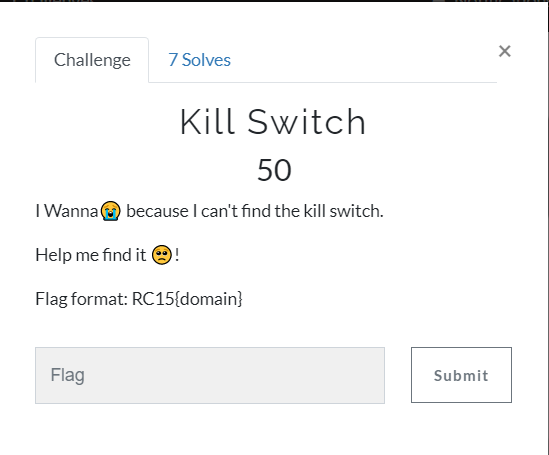 Challenge
7 Solves
×
Kill Switch
50
I Wanna😭 because I can't find the kill switch.
Help me find it 🥺!
Flag format: RC15{domain}
Flag
Submit